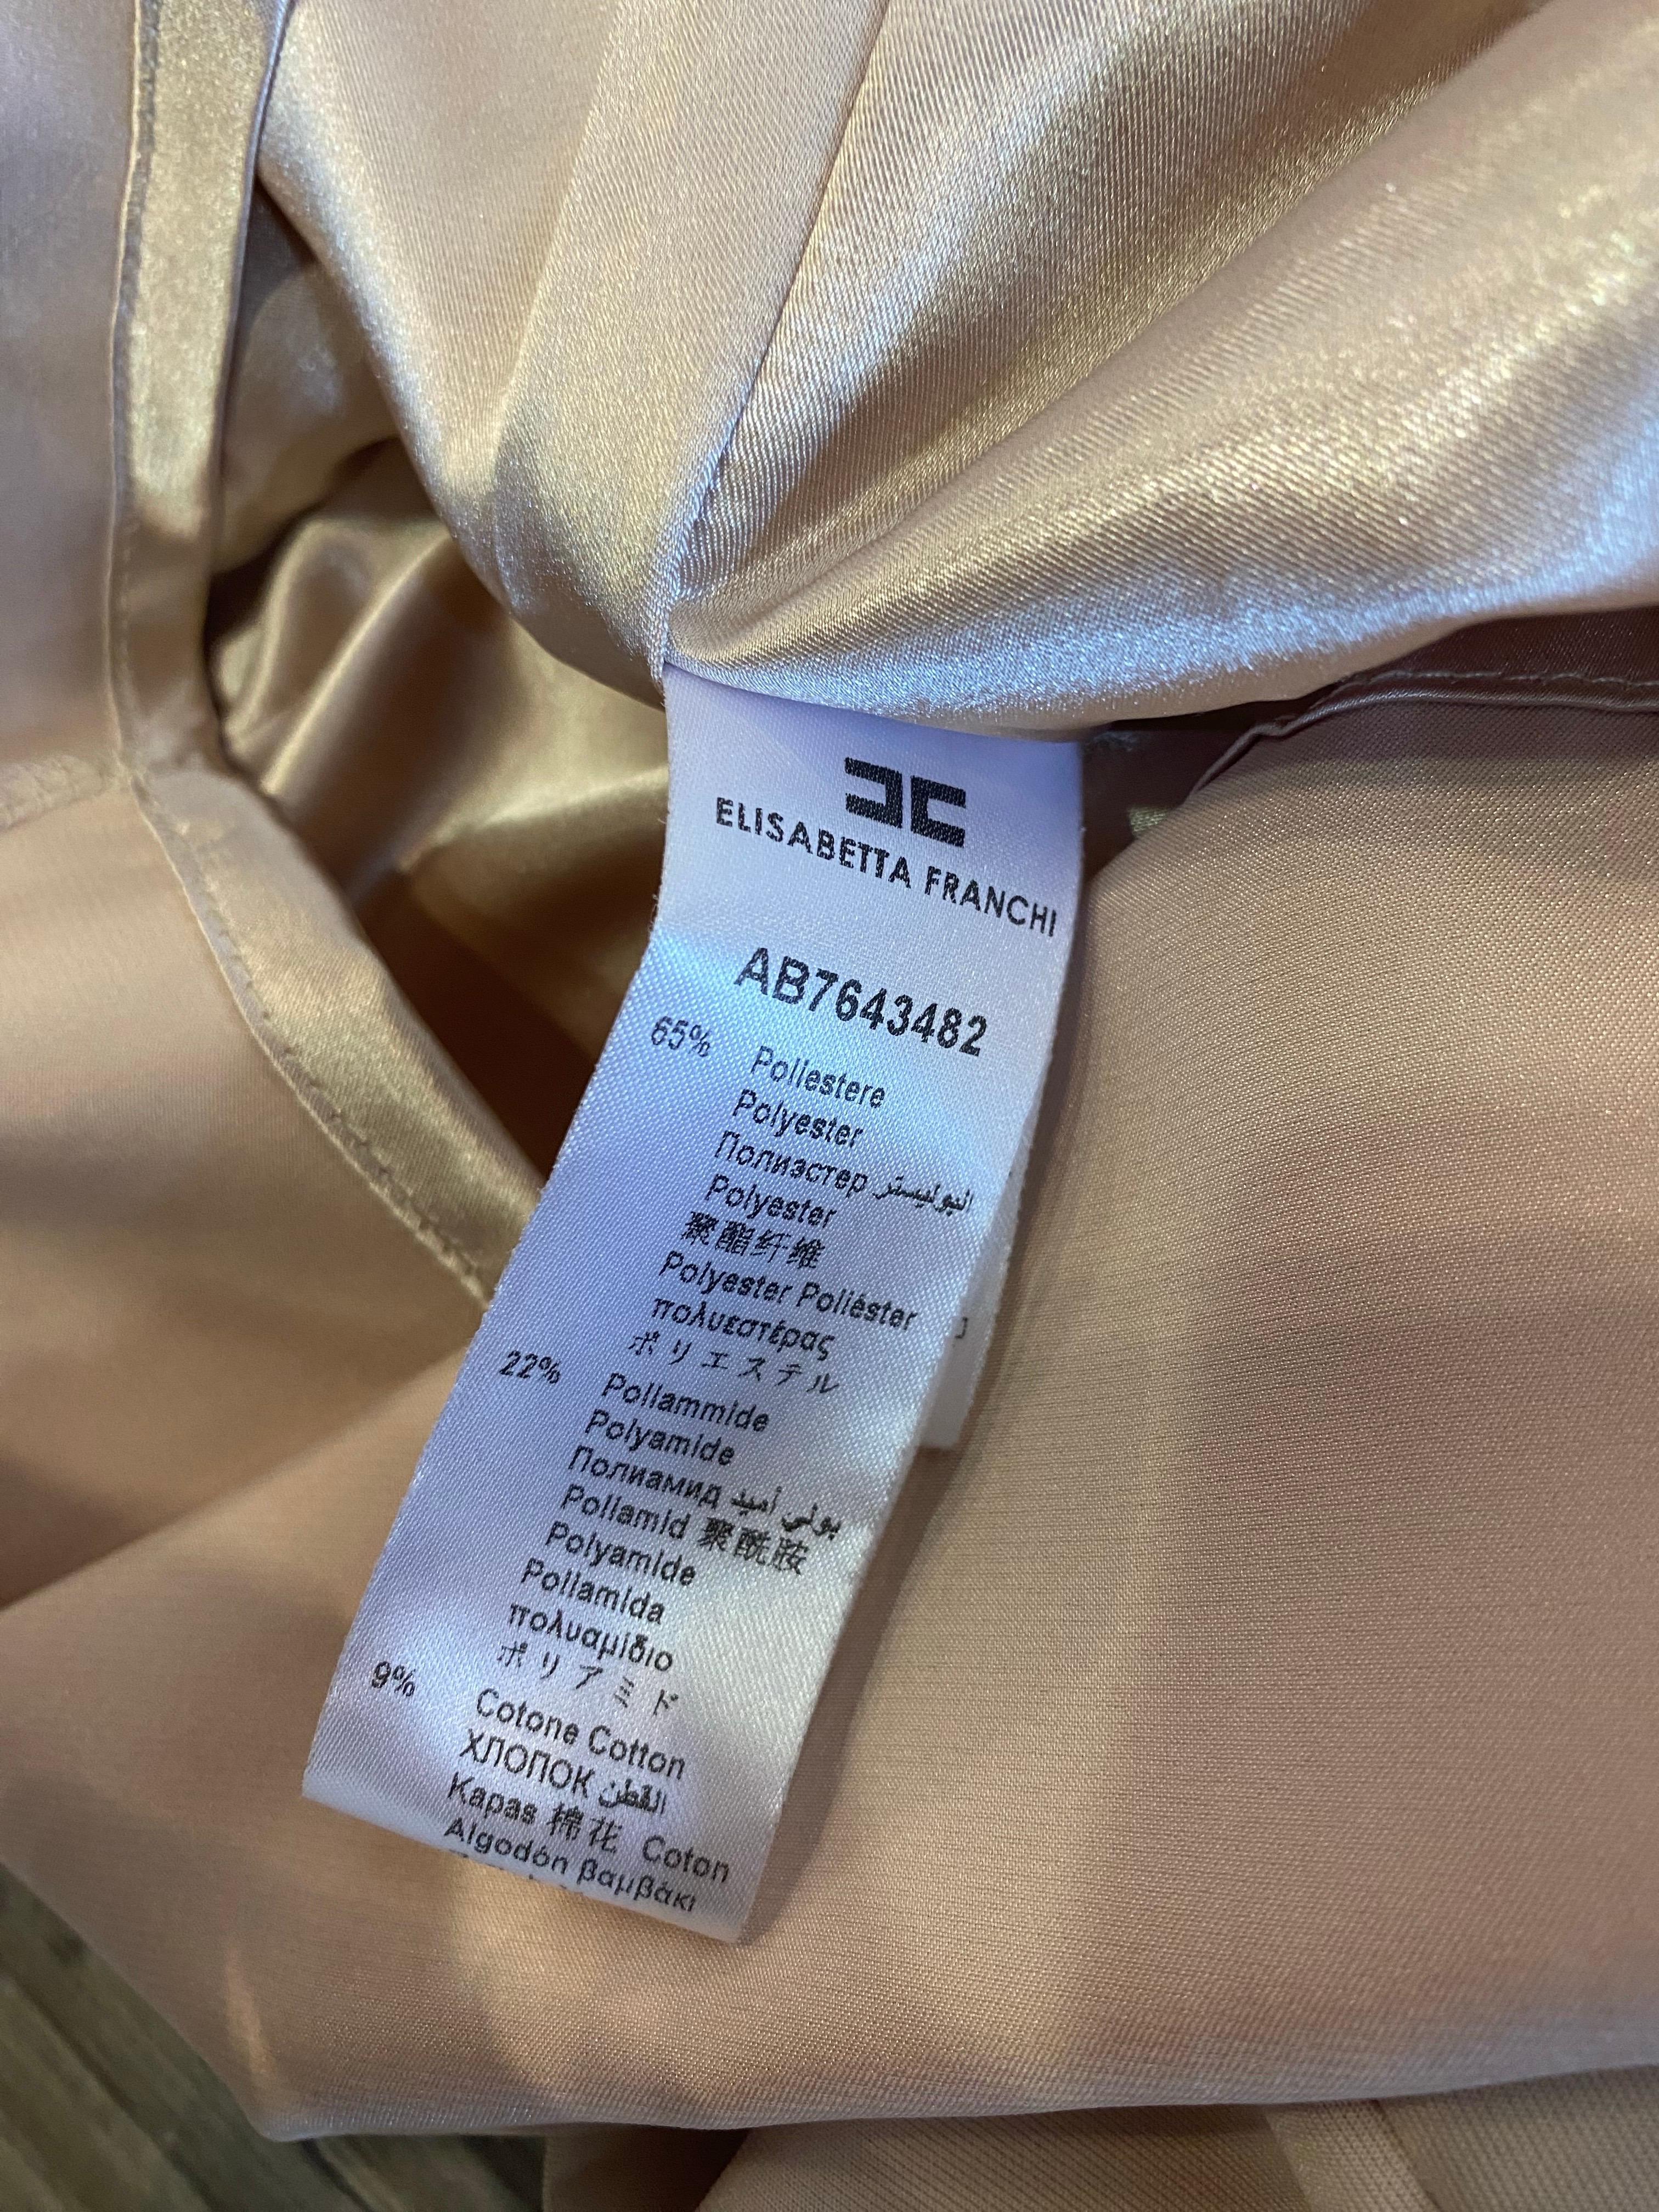 ELISABETTA FRANCHI
AB7643482
65% Poliestere
Polyester
Полиэстер البوليستر
Polyester
聚酯纤维
Polyester Poliéster
πολυεστέρας
ポリエステル
22% Poliammide
Polyamide
Полиамид بولي أميد
Poliamid 聚酰胺
Polyamide
Poliamida
πολυαμίδιο
ポリアミド
9% Cotone Cotton
ХЛОПОК القطن
Kapas 棉花 Coton
Algodón βαμβάκι